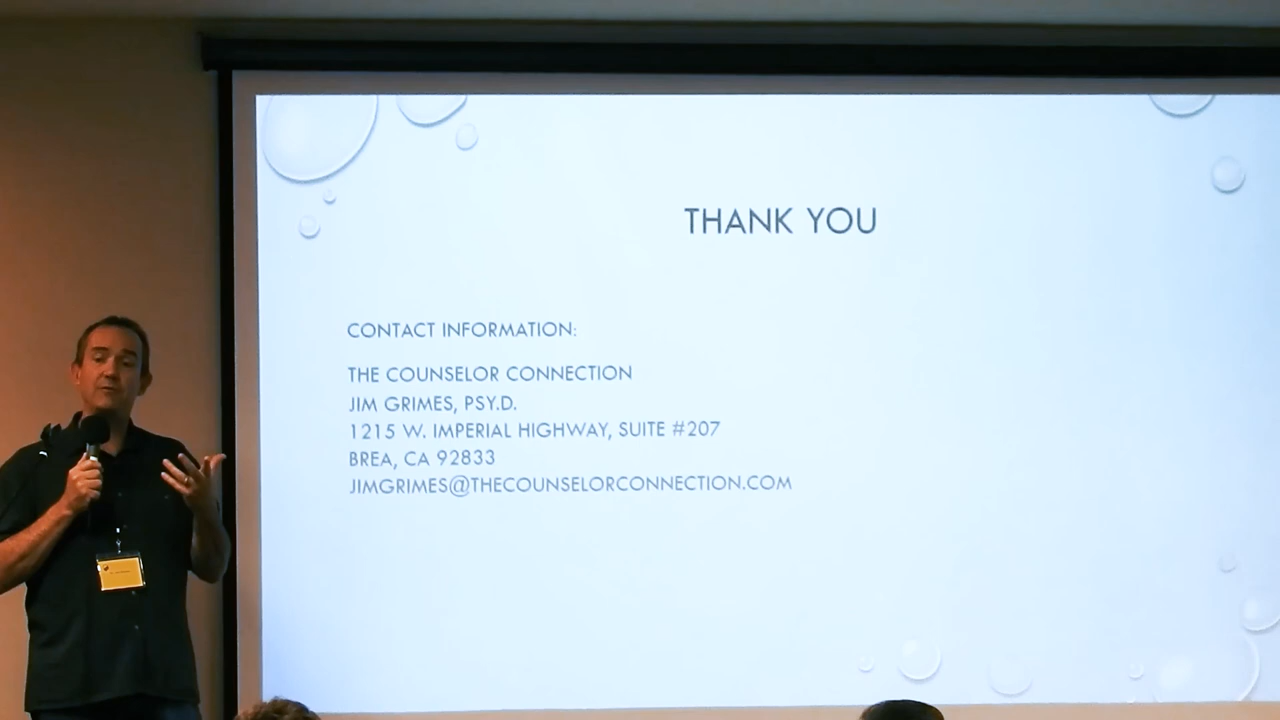 THANK YOU
CONTACT INFORMATION:
THE COUNSELOR CONNECTION
JIM GRIMES, PSY.D.
1215 W. IMPERIAL HIGHWAY, SUITE #207
BREA, CA 92833
JIMGRIMES@THECOUNSELORCONNECTION.COM